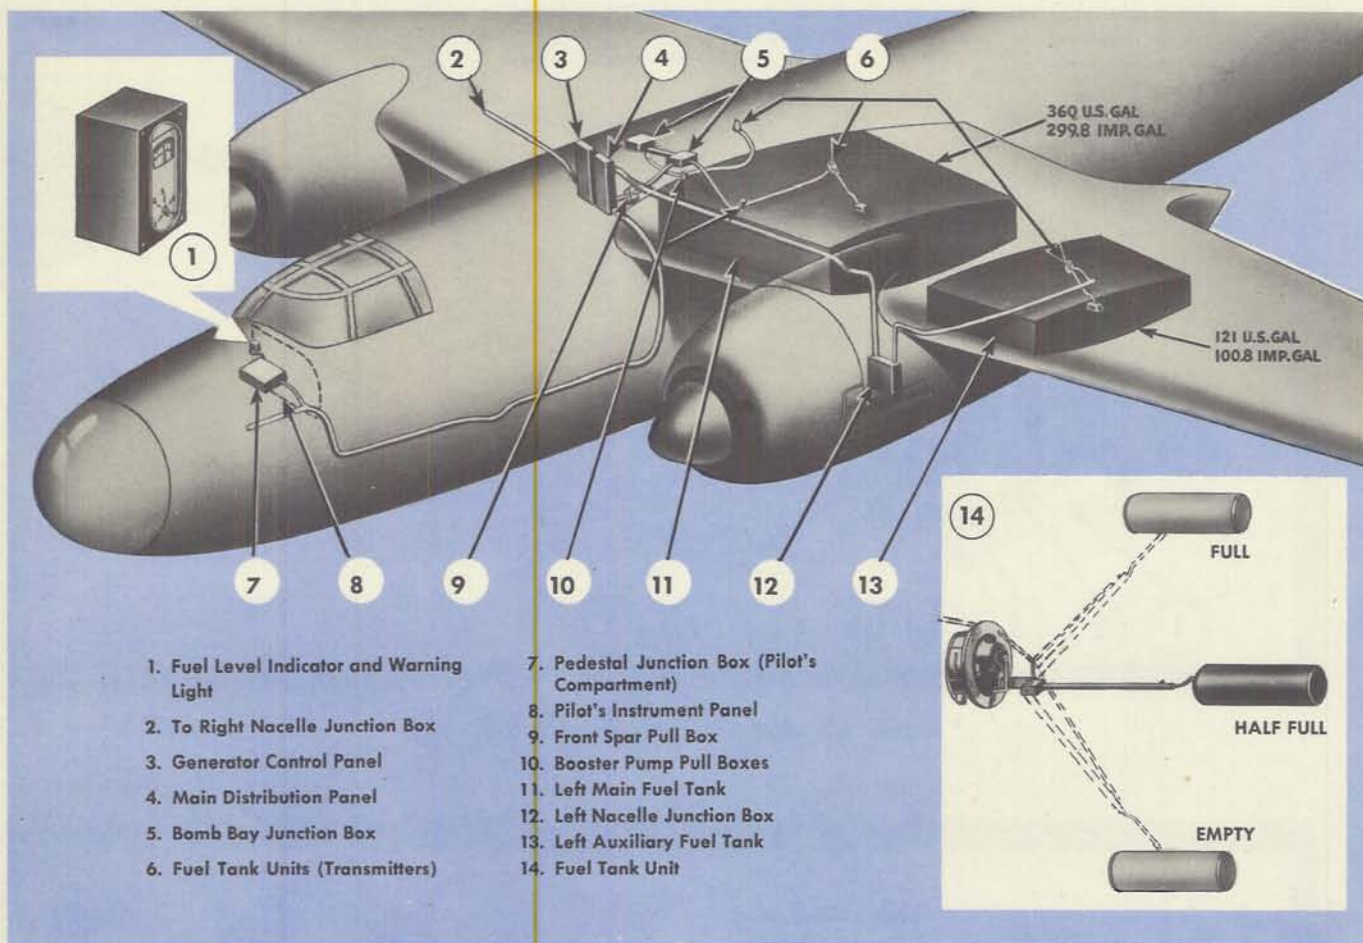 2
3
4
5
6
360 U.S. GAL
299.8 IMP. GAL
1
121 U.S. GAL
100.8 IMP. GAL
7
8
9
10
11
12
13
14
FULL
HALF FULL
EMPTY
1. Fuel Level Indicator and Warning
Light
2. To Right Nacelle Junction Box
3. Generator Control Panel
4. Main Distribution Panel
5. Bomb Bay Junction Box
6. Fuel Tank Units (Transmitters)
7. Pedestal Junction Box (Pilot's
Compartment)
8. Pilot's Instrument Panel
9. Front Spar Pull Box
10. Booster Pump Pull Boxes
11. Left Main Fuel Tank
12. Left Nacelle Junction Box
13. Left Auxiliary Fuel Tank
14. Fuel Tank Unit